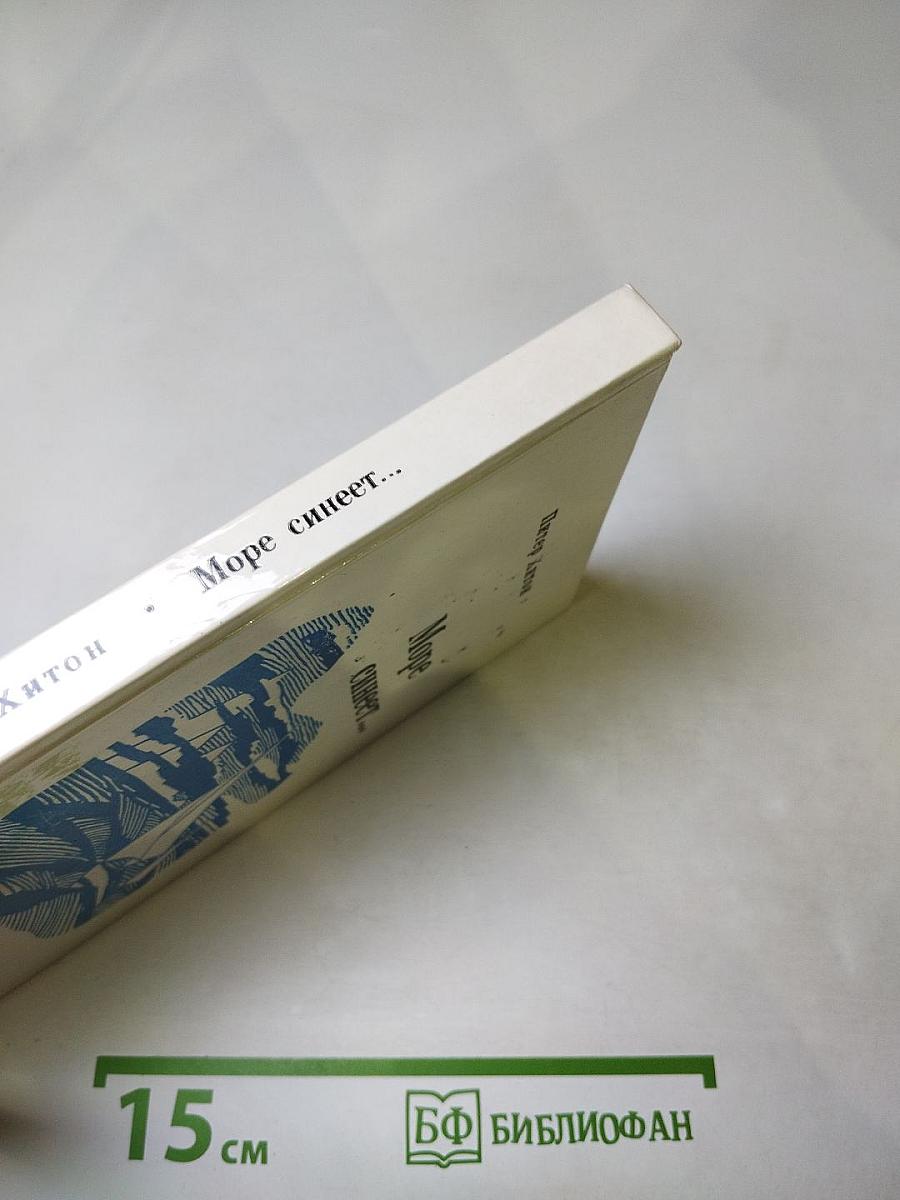 Хитон • Море синеет...
Питер Хитон
Море
синеет...
15 см
БФ БИБЛИОФАН